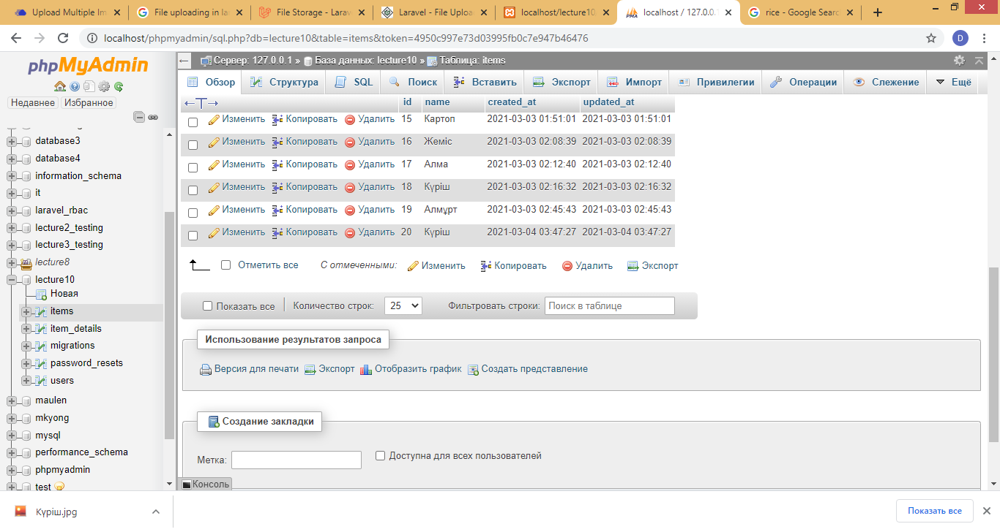 Upload Multiple Im
File uploading in la
File Storage - Larav
Laravel - File Uploa
localhost/lecture10
localhost / 127.0.0.1
rice - Google Searc
localhost/phpmyadmin/sql.php?db=lecture10&table=items&token=4950c997e73d03995fb0c7e947b46476
D
phpMyAdmin
Недавнее Избранное
database3
database4
information_schema
it
laravel_rbac
lecture2_testing
lecture3_testing
lecture8
lecture10
Новая
items
item_details
migrations
password_resets
users
maulen
mkyong
mysql
performance_schema
phpmyadmin
test
Сервер: 127.0.0.1 » База данных: lecture10 » Таблица: items
Обзор Структура SQL Поиск Вставить Экспорт Импорт Привилегии Операции Слежение Ещё
id name created_at updated_at
Изменить Копировать Удалить 15 Картоп 2021-03-03 01:51:01 2021-03-03 01:51:01
Изменить Копировать Удалить 16 Жеміс 2021-03-03 02:08:39 2021-03-03 02:08:39
Изменить Копировать Удалить 17 Алма 2021-03-03 02:12:40 2021-03-03 02:12:40
Изменить Копировать Удалить 18 Күріш 2021-03-03 02:16:32 2021-03-03 02:16:32
Изменить Копировать Удалить 19 Алмұрт 2021-03-03 02:45:43 2021-03-03 02:45:43
Изменить Копировать Удалить 20 Күріш 2021-03-04 03:47:27 2021-03-04 03:47:27
Отметить все С отмеченными: Изменить Копировать Удалить Экспорт
Показать все Количество строк: 25 Фильтровать строки: Поиск в таблице
Использование результатов запроса
Версия для печати Экспорт Отобразить график Создать представление
Создание закладки
Метка: Доступна для всех пользователей
Консоль
Күріш.jpg
Показать все